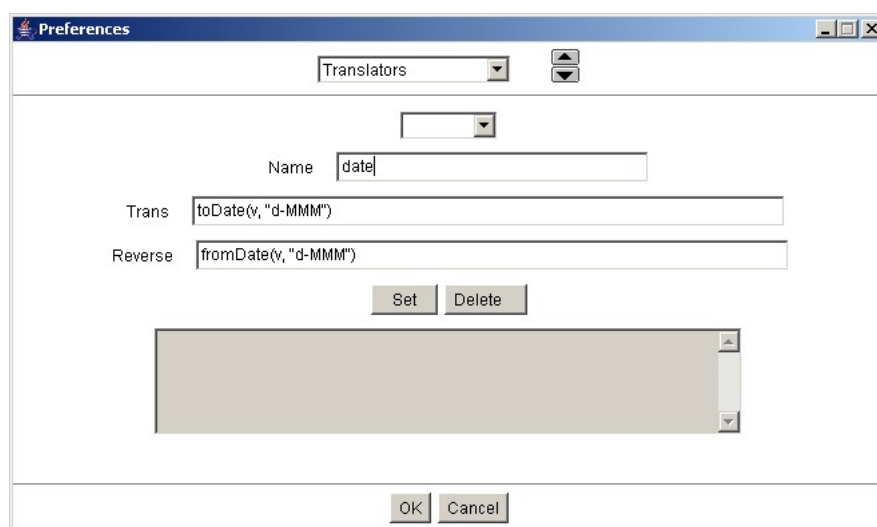 Preferences
Translators
Name date
Trans toDate(v, "d-MMM")
Reverse fromDate(v, "d-MMM")
Set Delete
OK Cancel